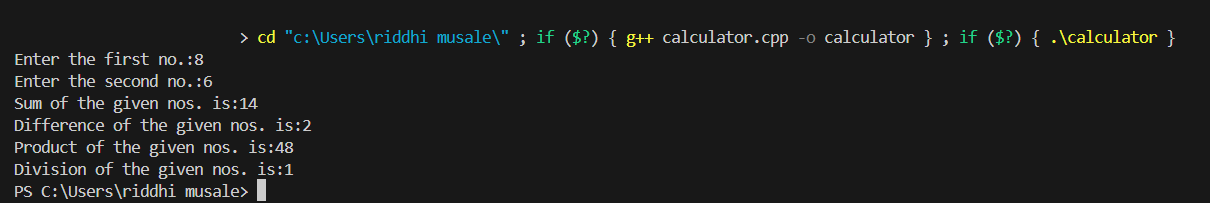 > cd "c:\Users\riddhi musale\" ; if ($?) { g++ calculator.cpp -o calculator } ; if ($?) { .\calculator }
Enter the first no.:8
Enter the second no.:6
Sum of the given nos. is:14
Difference of the given nos. is:2
Product of the given nos. is:48
Division of the given nos. is:1
PS C:\Users\riddhi musale>